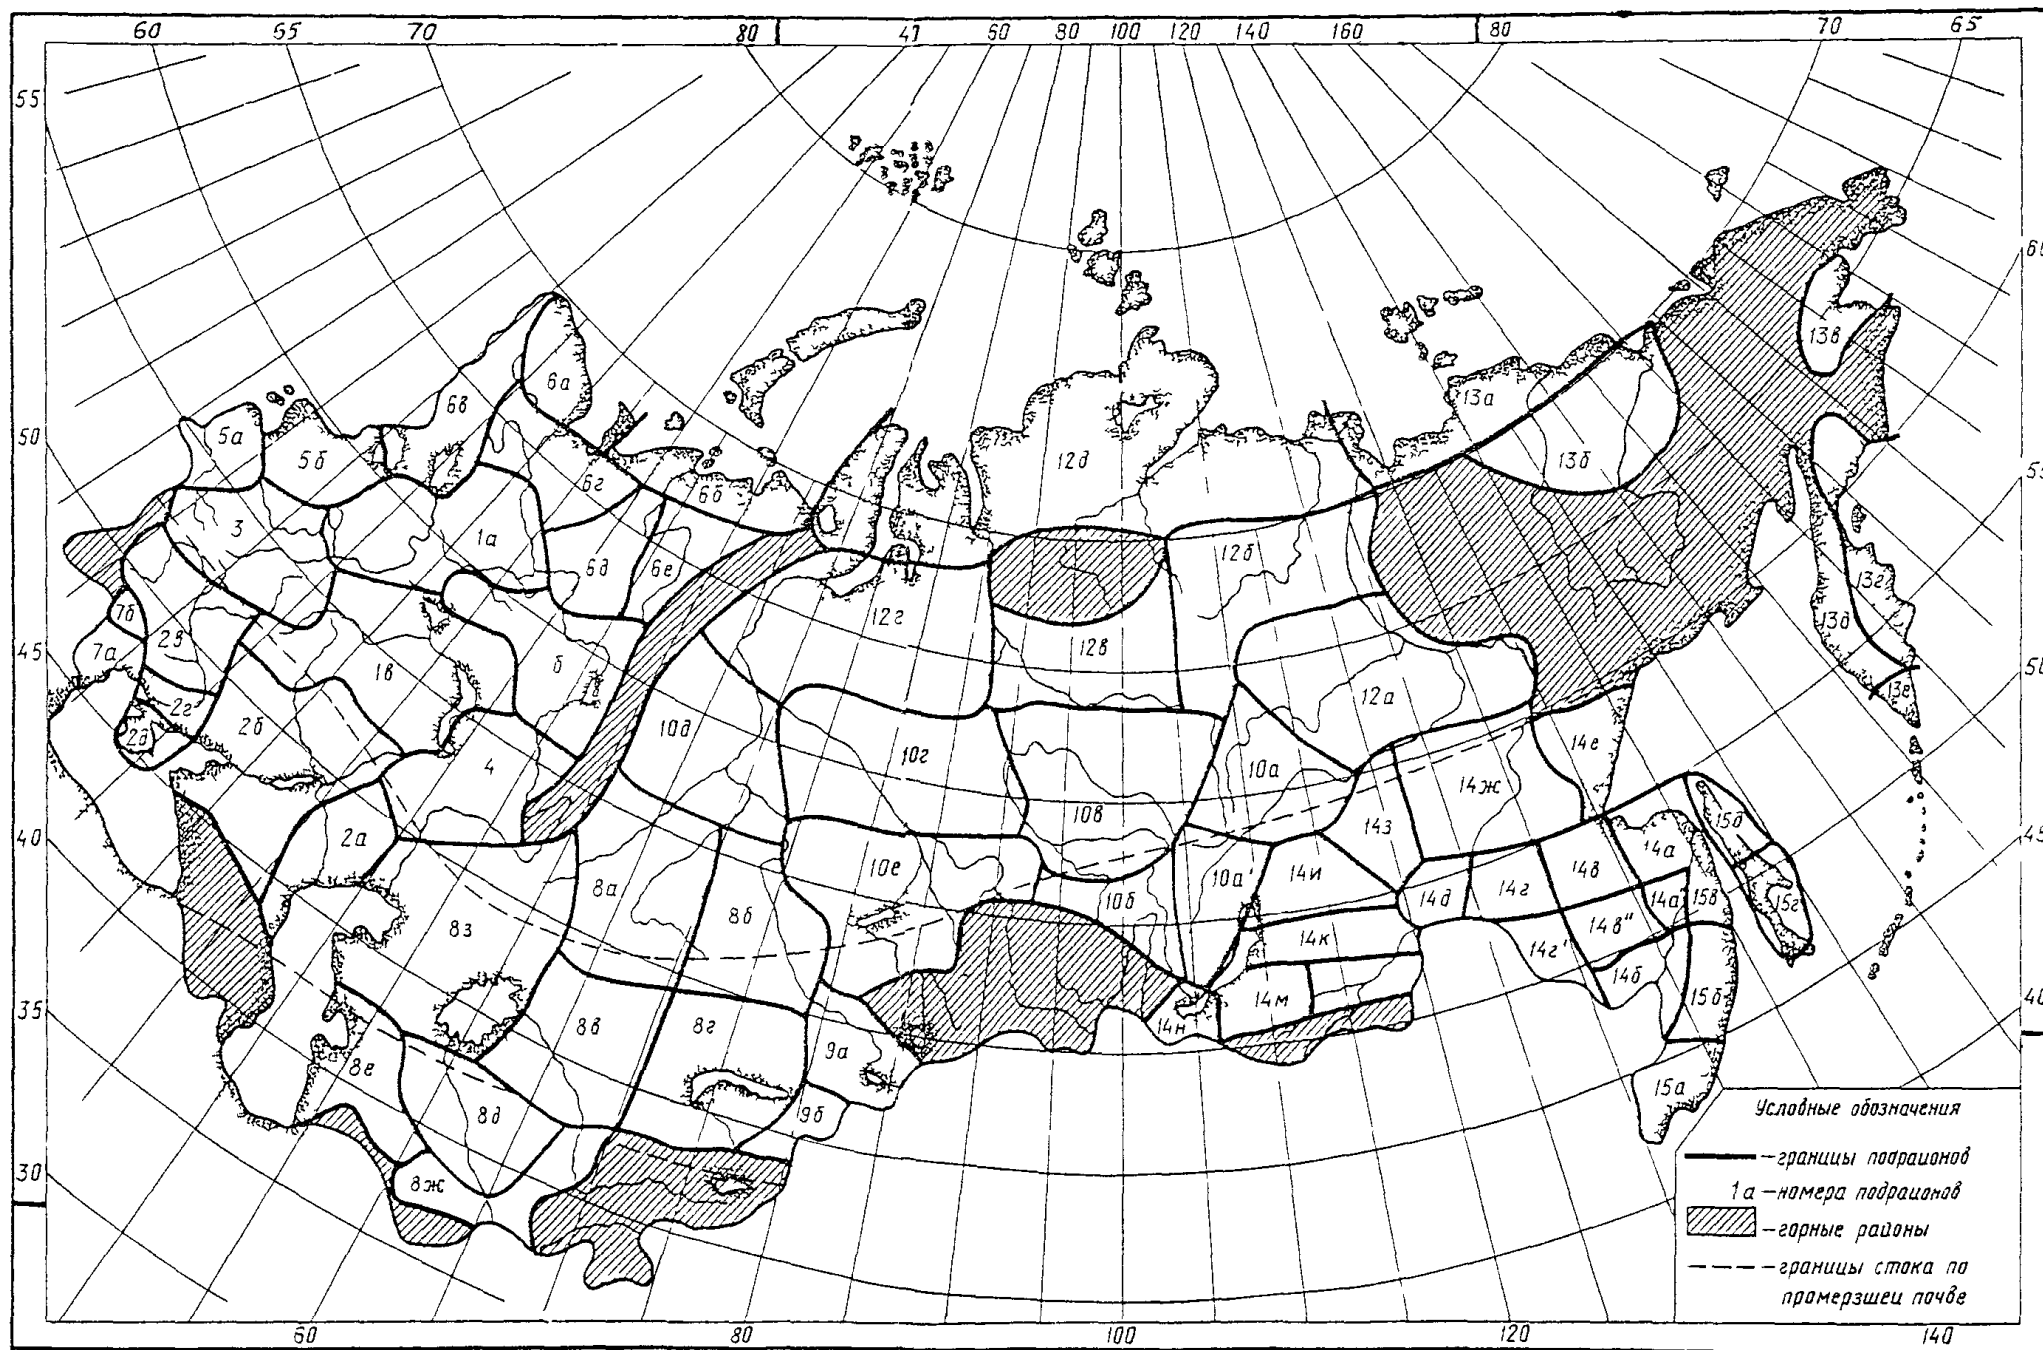 60 65 70 80 41 60 80 100 120 140 160 80 70 65
55
60
50
55
45
50
40
45
35
40
30
60 80 100 120 140
6а
6в
5а
5б
6г
6б
3
1а
6д
6е
7б
7а
2в
2г
2д
2б
1в
б
4
2а
12д
13а
13б
13в
12б
12г
12в
12а
13г
13д
13е
10д
10г
10в
10а
14е
14ж
14з
10е
10б
10а'
14и
14д
14г
14в
14а
15д
8а
8б
8з
14к
14г'
14в"
14а"
15в
15г
14б
15б
8в
8г
9а
14н
14м
8е
8д
9б
15а
8ж
Условные обозначения
—границы подрайонов
1а—номера подрайонов
—горные районы
—границы стока по
промерзшей почве